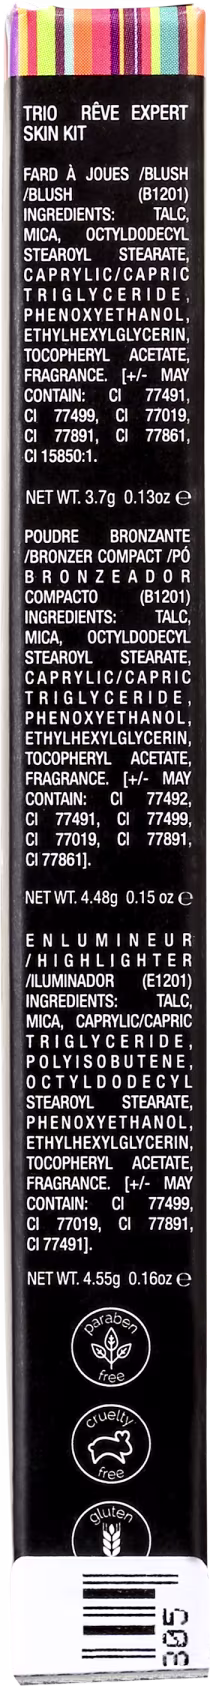 TRIO RÊVE EXPERT
SKIN KIT
FARD À JOUES /BLUSH
/BLUSH (B1201)
INGREDIENTS: TALC,
MICA, OCTYLDODECYL
STEAROYL STEARATE,
CAPRYLIC/CAPRIC
TRIGLYCERIDE,
PHENOXYETHANOL,
ETHYLHEXYLGLYCERIN,
TOCOPHERYL ACETATE,
FRAGRANCE. [+/- MAY
CONTAIN: CI 77491,
CI 77499, CI 77019,
CI 77891, CI 77861,
CI 15850:1.
NET WT. 3.7g 0.13oz ℮
POUDRE BRONZANTE
/BRONZER COMPACT /PÓ
BRONZEADOR
COMPACTO (B1201)
INGREDIENTS: TALC,
MICA, OCTYLDODECYL
STEAROYL STEARATE,
CAPRYLIC/CAPRIC
TRIGLYCERIDE,
PHENOXYETHANOL,
ETHYLHEXYLGLYCERIN,
TOCOPHERYL ACETATE,
FRAGRANCE. [+/- MAY
CONTAIN: CI 77492,
CI 77491, CI 77499,
CI 77019, CI 77891,
CI 77861].
NET WT. 4.48g 0.15 oz ℮
ENLUMINEUR
/HIGHLIGHTER
/ILUMINADOR (E1201)
INGREDIENTS: TALC,
MICA, CAPRYLIC/CAPRIC
TRIGLYCERIDE,
POLYISOBUTENE,
OCTYLDODECYL
STEAROYL STEARATE,
PHENOXYETHANOL,
ETHYLHEXYLGLYCERIN,
TOCOPHERYL ACETATE,
FRAGRANCE. [+/- MAY
CONTAIN: CI 77499,
CI 77019, CI 77891,
CI 77491].
NET WT. 4.55g 0.16oz ℮
paraben
free
cruelty
free
gluten
305